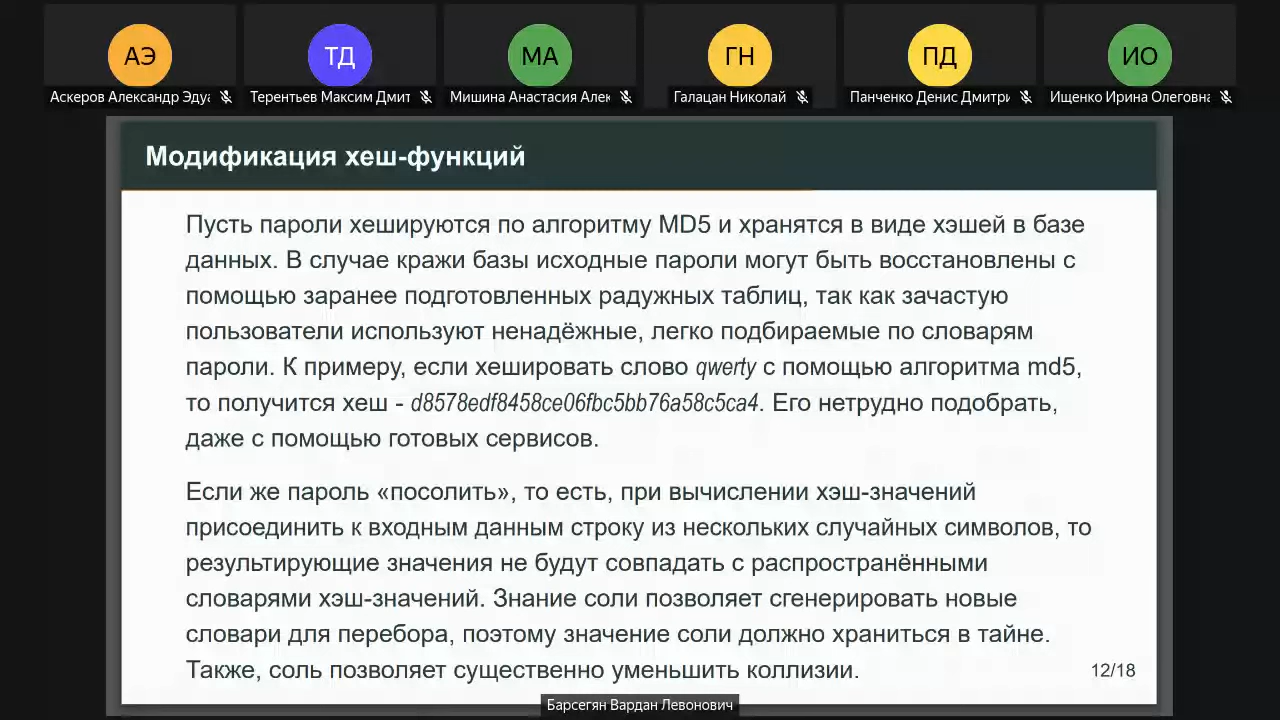 АЭ ТД МА ГН ПД ИО
Аскеров Александр Эдуа Терентьев Максим Дмит Мишина Анастасия Алек Галацан Николай Панченко Денис Дмитри Ищенко Ирина Олеговна
Модификация хеш-функций
Пусть пароли хешируются по алгоритму MD5 и хранятся в виде хэшей в базе
данных. В случае кражи базы исходные пароли могут быть восстановлены с
помощью заранее подготовленных радужных таблиц, так как зачастую
пользователи используют ненадёжные, легко подбираемые по словарям
пароли. К примеру, если хешировать слово qwerty с помощью алгоритма md5,
то получится хеш - d8578edf8458ce06fbc5bb76a58c5ca4. Его нетрудно подобрать,
даже с помощью готовых сервисов.
Если же пароль «посолить», то есть, при вычислении хэш-значений
присоединить к входным данным строку из нескольких случайных символов, то
результирующие значения не будут совпадать с распространёнными
словарями хэш-значений. Знание соли позволяет сгенерировать новые
словари для перебора, поэтому значение соли должно храниться в тайне.
Также, соль позволяет существенно уменьшить коллизии.
12/18
Барсегян Вардан Левонович